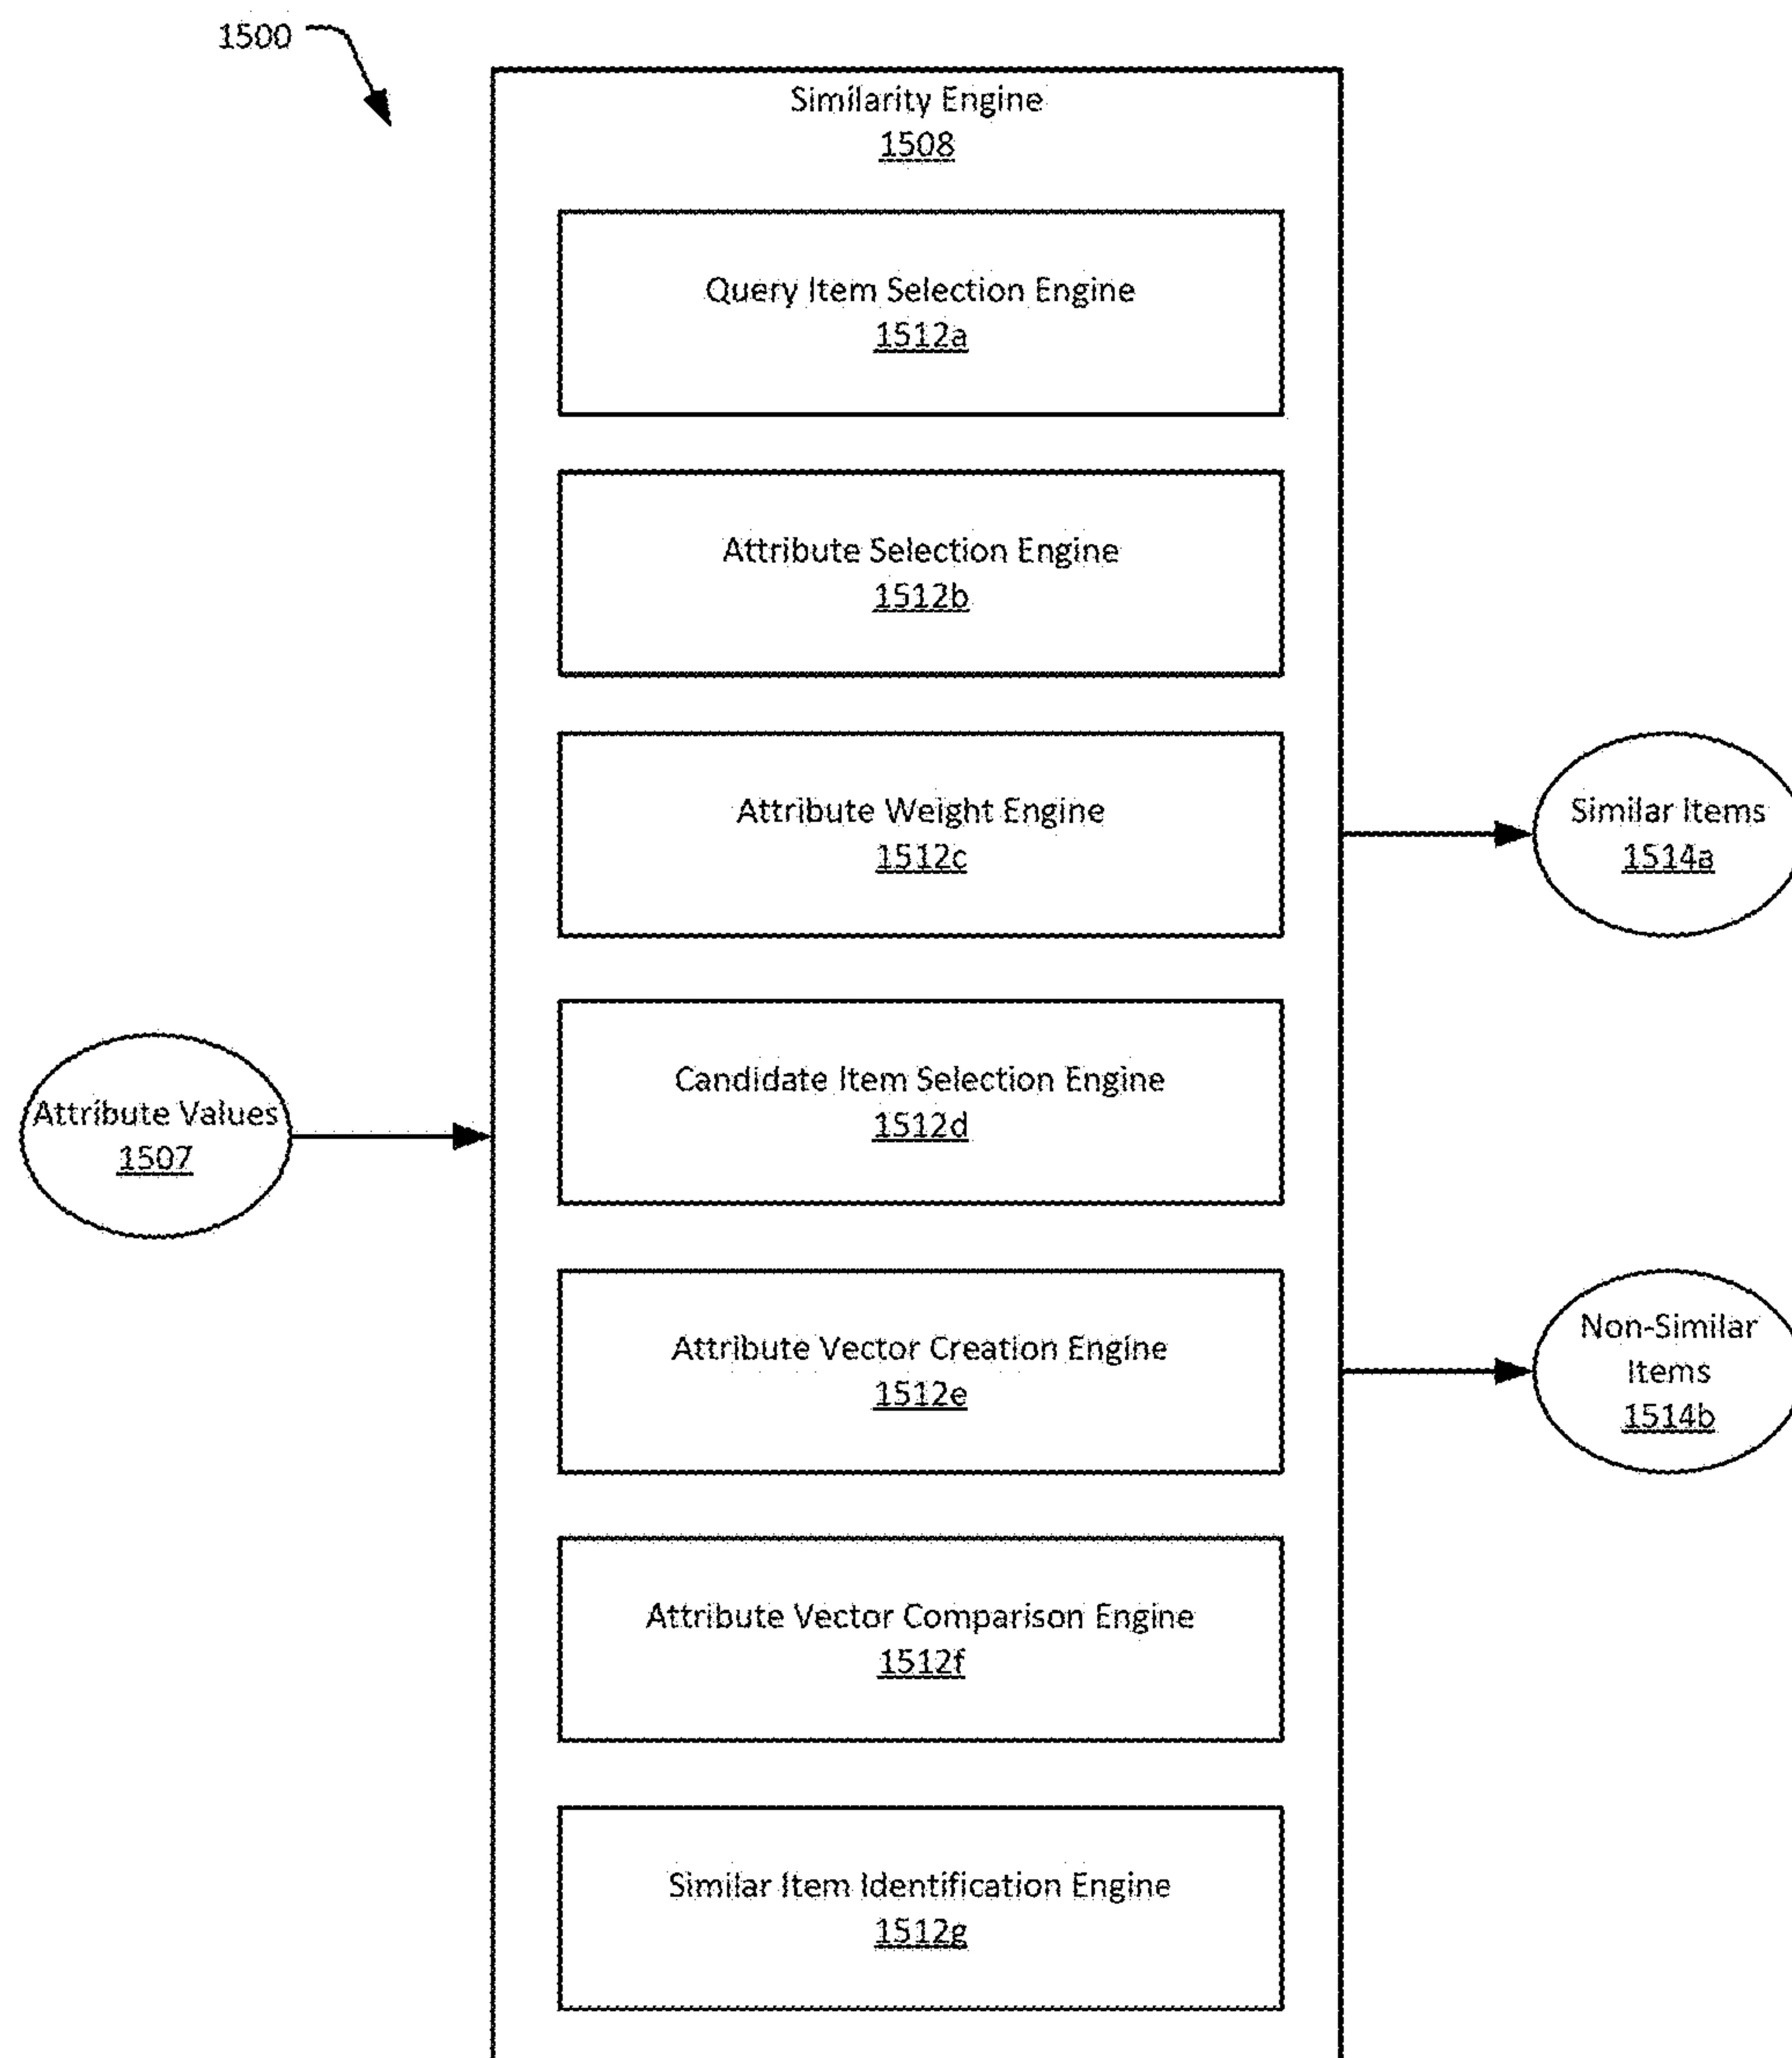 1500
Similarity Engine
1508
Query Item Selection Engine
1512a
Attribute Selection Engine
1512b
Attribute Weight Engine
1512c
Similar Items
1514a
Candidate Item Selection Engine
1512d
Attribute Values
1507
Attribute Vector Creation Engine
1512e
Non-Similar
Items
1514b
Attribute Vector Comparison Engine
1512f
Similar Item Identification Engine
1512g